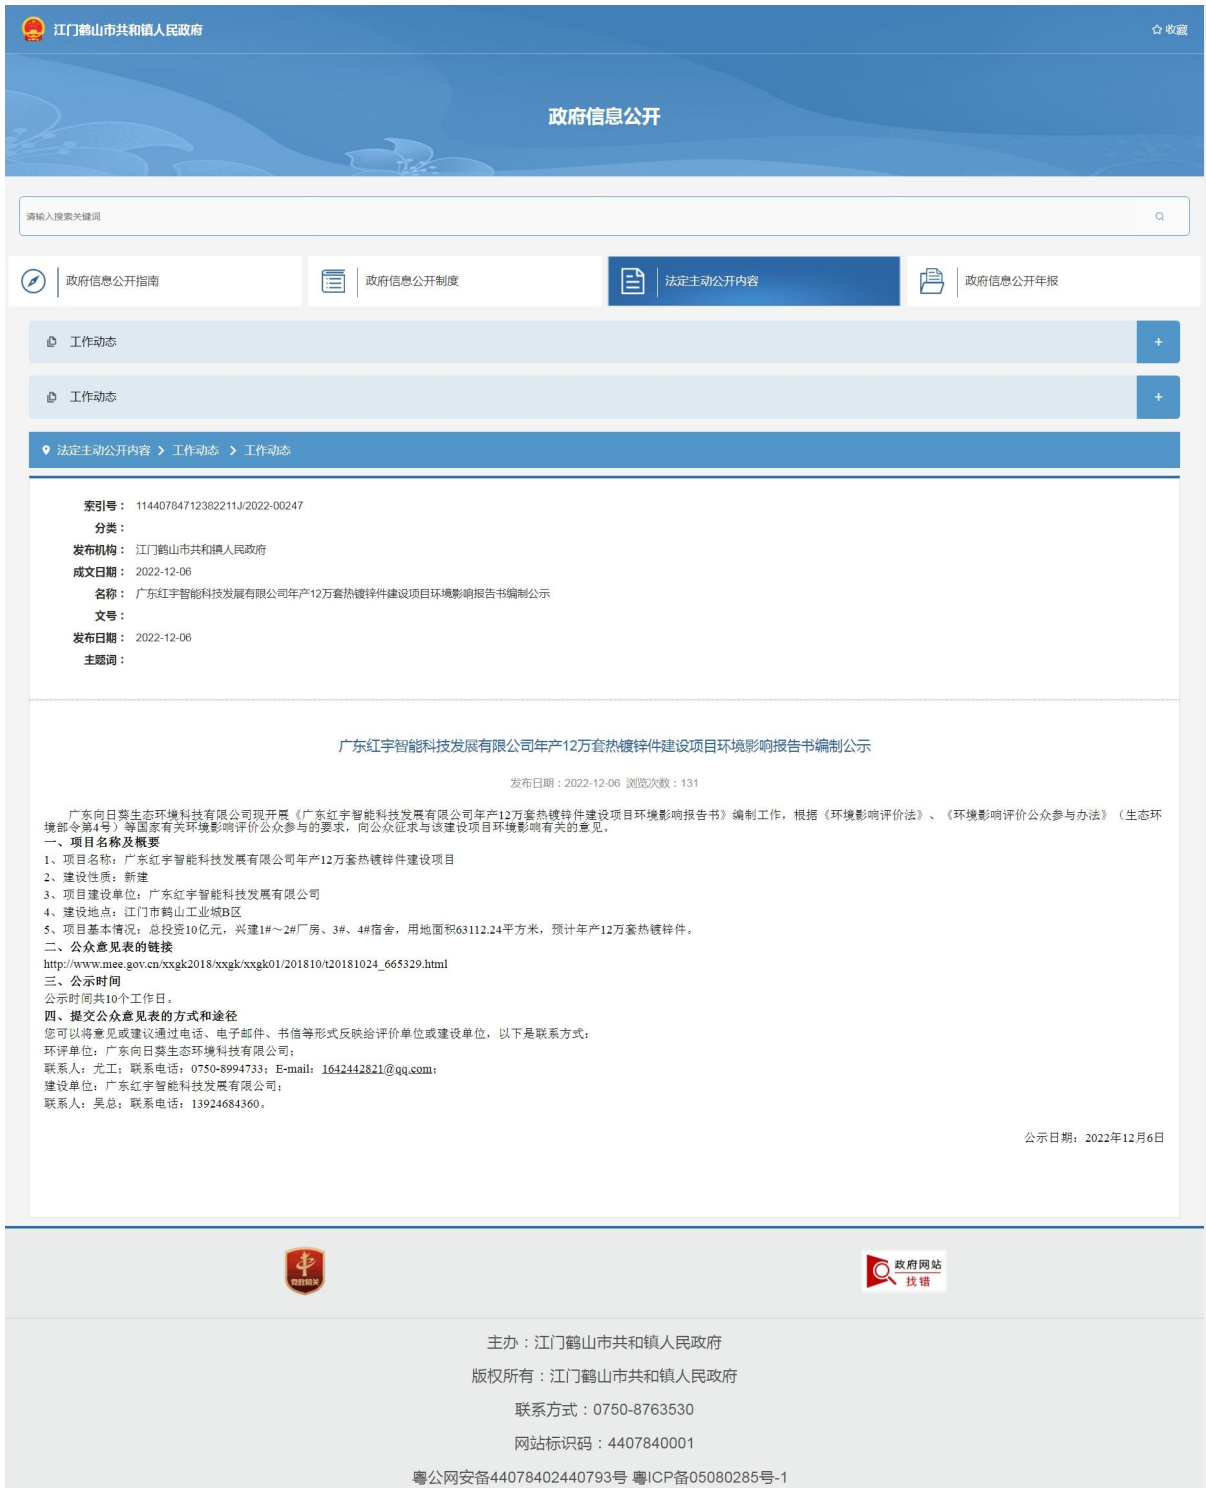 江门鹤山市共和镇人民政府
收藏
政府信息公开
请输入搜索关键词
政府信息公开指南
政府信息公开制度
法定主动公开内容
政府信息公开年报
工作动态
+
工作动态
+
法定主动公开内容 > 工作动态 > 工作动态
索引号： 11440784712382211J/2022-00247
分类：
发布机构： 江门鹤山市共和镇人民政府
成文日期： 2022-12-06
名称： 广东红宇智能科技发展有限公司年产12万套热镀锌件建设项目环境影响报告书编制公示
文号：
发布日期： 2022-12-06
主题词：
广东红宇智能科技发展有限公司年产12万套热镀锌件建设项目环境影响报告书编制公示
发布日期：2022-12-06 浏览次数：131
广东向日葵生态环境科技有限公司现开展《广东红宇智能科技发展有限公司年产12万套热镀锌件建设项目环境影响报告书》编制工作，根据《环境影响评价法》、《环境影响评价公众参与办法》（生态环
境部令第4号）等国家有关环境影响评价公众参与的要求，向公众征求与该建设项目环境影响有关的意见。
一、项目名称及概要
1、项目名称：广东红宇智能科技发展有限公司年产12万套热镀锌件建设项目
2、建设性质：新建
3、项目建设单位：广东红宇智能科技发展有限公司
4、建设地点：江门市鹤山工业城B区
5、项目基本情况：总投资10亿元，兴建1#～2#厂房、3#、4#宿舍，用地面积63112.24平方米，预计年产12万套热镀锌件。
二、公众意见表的链接
http://www.mee.gov.cn/xxgk2018/xxgk/xxgk01/201810/t20181024_665329.html
三、公示时间
公示时间共10个工作日。
四、提交公众意见表的方式和途径
您可以将意见或建议通过电话、电子邮件、书信等形式反映给评价单位或建设单位，以下是联系方式：
环评单位：广东向日葵生态环境科技有限公司；
联系人：尤工；联系电话：0750-8994733；E-mail：1642442821@qq.com；
建设单位：广东红宇智能科技发展有限公司；
联系人：吴总；联系电话：13924684360。
公示日期：2022年12月6日
党政机关
政府网站
找错
主办：江门鹤山市共和镇人民政府
版权所有：江门鹤山市共和镇人民政府
联系方式：0750-8763530
网站标识码：4407840001
粤公网安备44078402440793号 粤ICP备05080285号-1